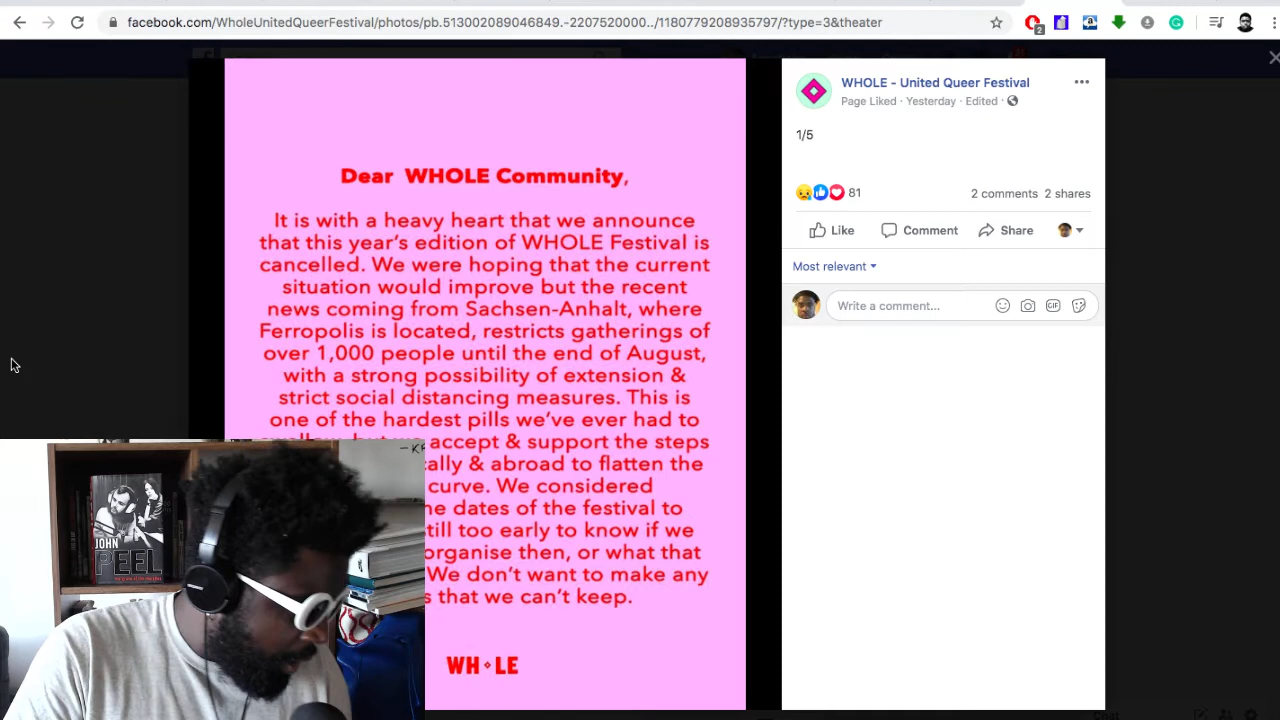 facebook.com/WholeUnitedQueerFestival/photos/pb.513002089046849.-2207520000../1180779208935797/?type=3&theater
2
Dear WHOLE Community,
It is with a heavy heart that we announce
that this year's edition of WHOLE Festival is
cancelled. We were hoping that the current
situation would improve but the recent
news coming from Sachsen-Anhalt, where
Ferropolis is located, restricts gatherings of
over 1,000 people until the end of August,
with a strong possibility of extension &
strict social distancing measures. This is
one of the hardest pills we've ever had to
accept & support the steps
& abroad to flatten the
curve. We considered
dates of the festival to
too early to know if we
organise then, or what that
We don't want to make any
that we can't keep.
WH LE
WHOLE - United Queer Festival
Page Liked · Yesterday · Edited ·
1/5
81
2 comments 2 shares
Like Comment Share
Most relevant
Write a comment...
GIF
JOHN
PEEL